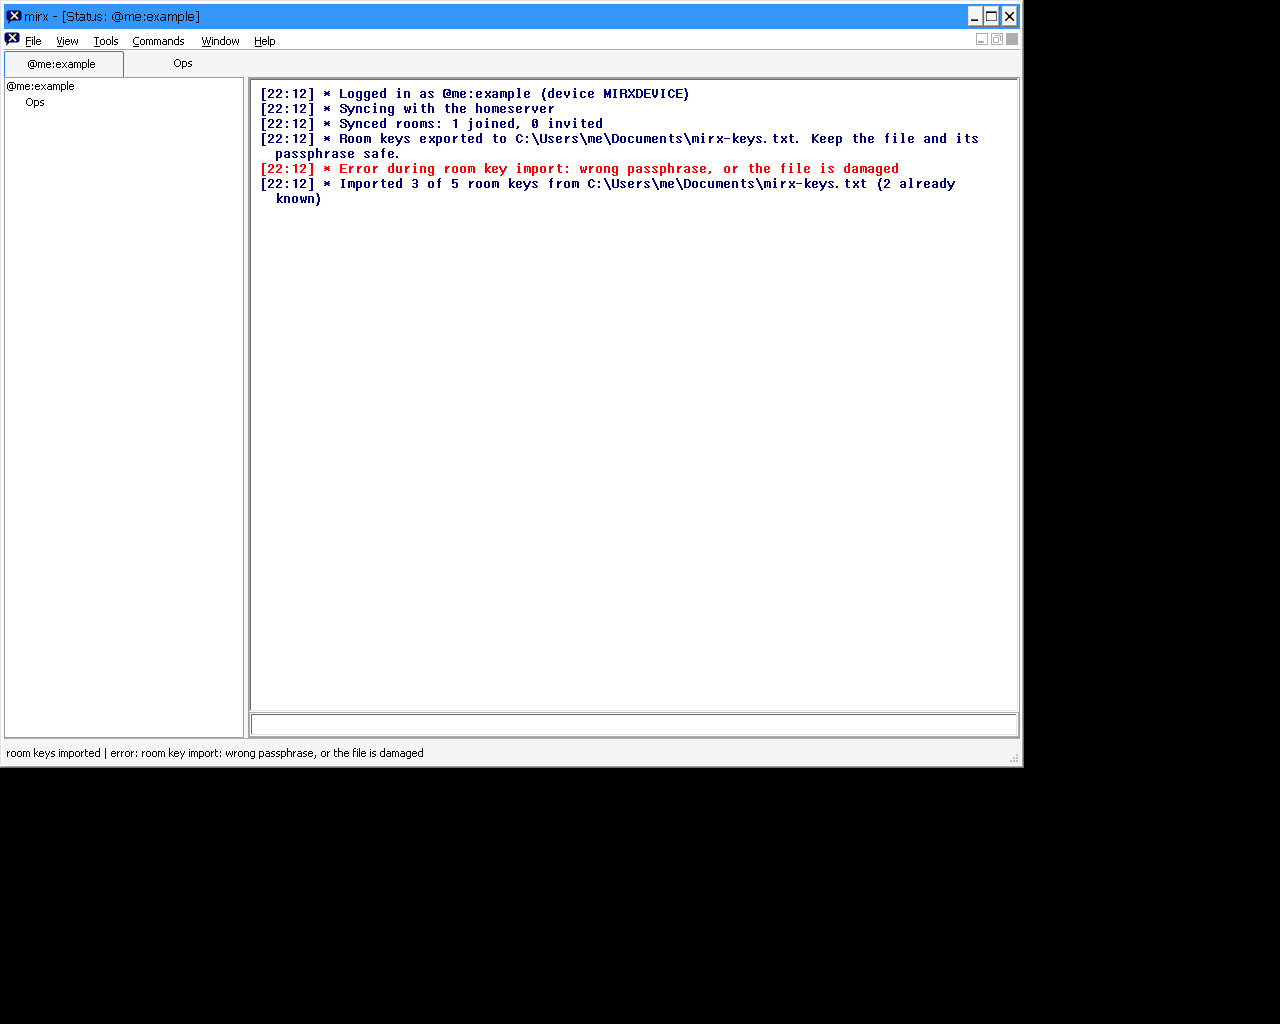 mirx - [Status: @me:example]
File View Tools Commands Window Help
@me:example Ops
@me:example
Ops
[22:12] * Logged in as @me:example (device MIRXDEVICE)
[22:12] * Syncing with the homeserver
[22:12] * Synced rooms: 1 joined, 0 invited
[22:12] * Room keys exported to C:\Users\me\Documents\mirx-keys.txt. Keep the file and its
passphrase safe.
[22:12] * Error during room key import: wrong passphrase, or the file is damaged
[22:12] * Imported 3 of 5 room keys from C:\Users\me\Documents\mirx-keys.txt (2 already
known)
room keys imported | error: room key import: wrong passphrase, or the file is damaged